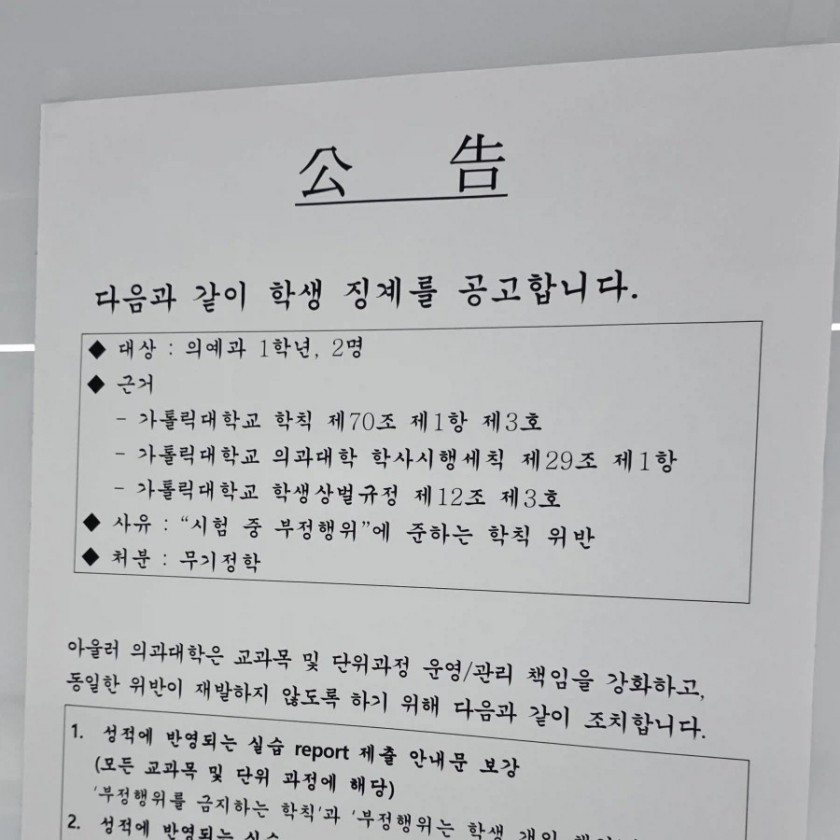 公 告
다음과 같이 학생 징계를 공고합니다.
◆ 대상 : 의예과 1학년, 2명
◆ 근거
- 가톨릭대학교 학칙 제70조 제1항 제3호
- 가톨릭대학교 의과대학 학사시행세칙 제29조 제1항
- 가톨릭대학교 학생상벌규정 제12조 제3호
◆ 사유 : “시험 중 부정행위”에 준하는 학칙 위반
◆ 처분 : 무기정학
아울러 의과대학은 교과목 및 단위과정 운영/관리 책임을 강화하고,
동일한 위반이 재발하지 않도록 하기 위해 다음과 같이 조치합니다.
1. 성적에 반영되는 실습 report 제출 안내문 보강
(모든 교과목 및 단위 과정에 해당)
‘부정행위를 금지하는 학칙’과 ‘부정행위는 학생 개인
2. 성적에 반영되는 실습